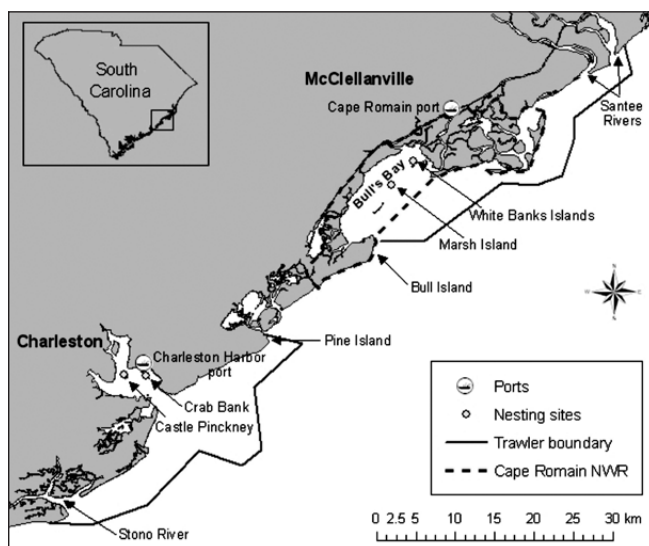 South
Carolina
McClellanville
Cape Romain port
Santee
Rivers
Bull's Bay
White Banks Islands
Marsh Island
Bull Island
Pine Island
Charleston
Charleston Harbor
port
Crab Bank
Castle Pinckney
Stono River
Ports
Nesting sites
Trawler boundary
Cape Romain NWR
0 2.5 5 10 15 20 25 30 km